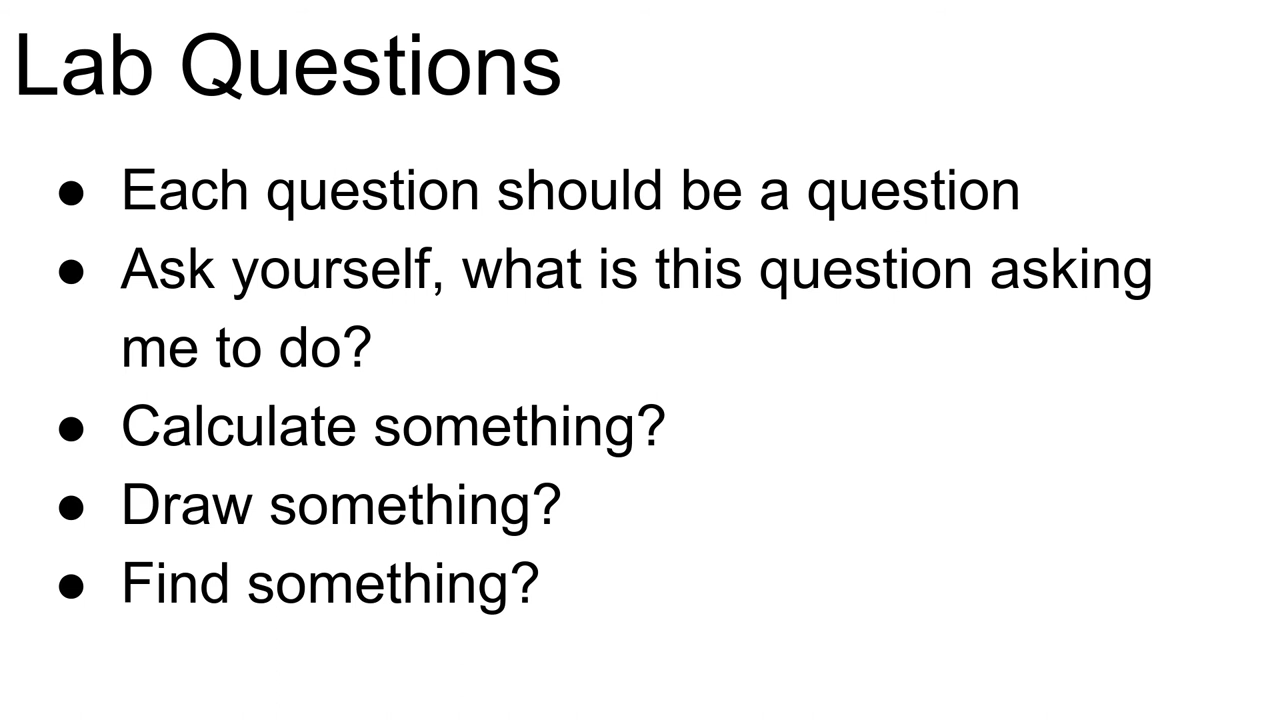 Lab Questions
● Each question should be a question
● Ask yourself, what is this question asking
me to do?
● Calculate something?
● Draw something?
● Find something?